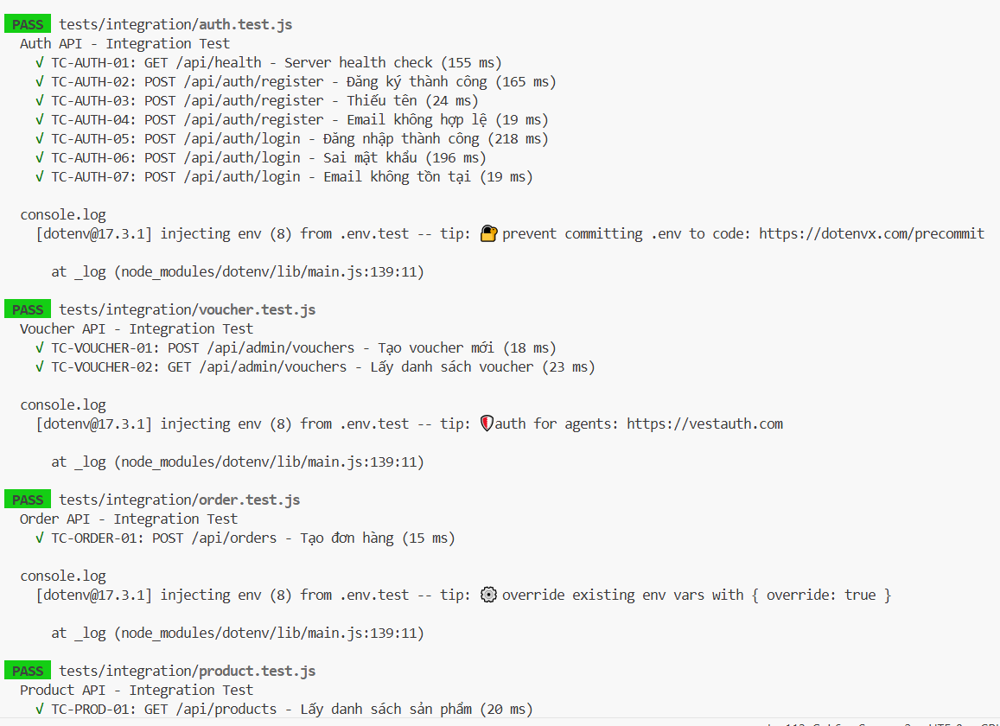 PASS tests/integration/auth.test.js
Auth API - Integration Test
√ TC-AUTH-01: GET /api/health - Server health check (155 ms)
√ TC-AUTH-02: POST /api/auth/register - Đăng ký thành công (165 ms)
√ TC-AUTH-03: POST /api/auth/register - Thiếu tên (24 ms)
√ TC-AUTH-04: POST /api/auth/register - Email không hợp lệ (19 ms)
√ TC-AUTH-05: POST /api/auth/login - Đăng nhập thành công (218 ms)
√ TC-AUTH-06: POST /api/auth/login - Sai mật khẩu (196 ms)
√ TC-AUTH-07: POST /api/auth/login - Email không tồn tại (19 ms)
console.log
[dotenv@17.3.1] injecting env (8) from .env.test -- tip: 🔐 prevent committing .env to code: https://dotenvx.com/precommit
at _log (node_modules/dotenv/lib/main.js:139:11)
PASS tests/integration/voucher.test.js
Voucher API - Integration Test
√ TC-VOUCHER-01: POST /api/admin/vouchers - Tạo voucher mới (18 ms)
√ TC-VOUCHER-02: GET /api/admin/vouchers - Lấy danh sách voucher (23 ms)
console.log
[dotenv@17.3.1] injecting env (8) from .env.test -- tip: 🛡️ auth for agents: https://vestauth.com
at _log (node_modules/dotenv/lib/main.js:139:11)
PASS tests/integration/order.test.js
Order API - Integration Test
√ TC-ORDER-01: POST /api/orders - Tạo đơn hàng (15 ms)
console.log
[dotenv@17.3.1] injecting env (8) from .env.test -- tip: ⚙️ override existing env vars with { override: true }
at _log (node_modules/dotenv/lib/main.js:139:11)
PASS tests/integration/product.test.js
Product API - Integration Test
√ TC-PROD-01: GET /api/products - Lấy danh sách sản phẩm (20 ms)